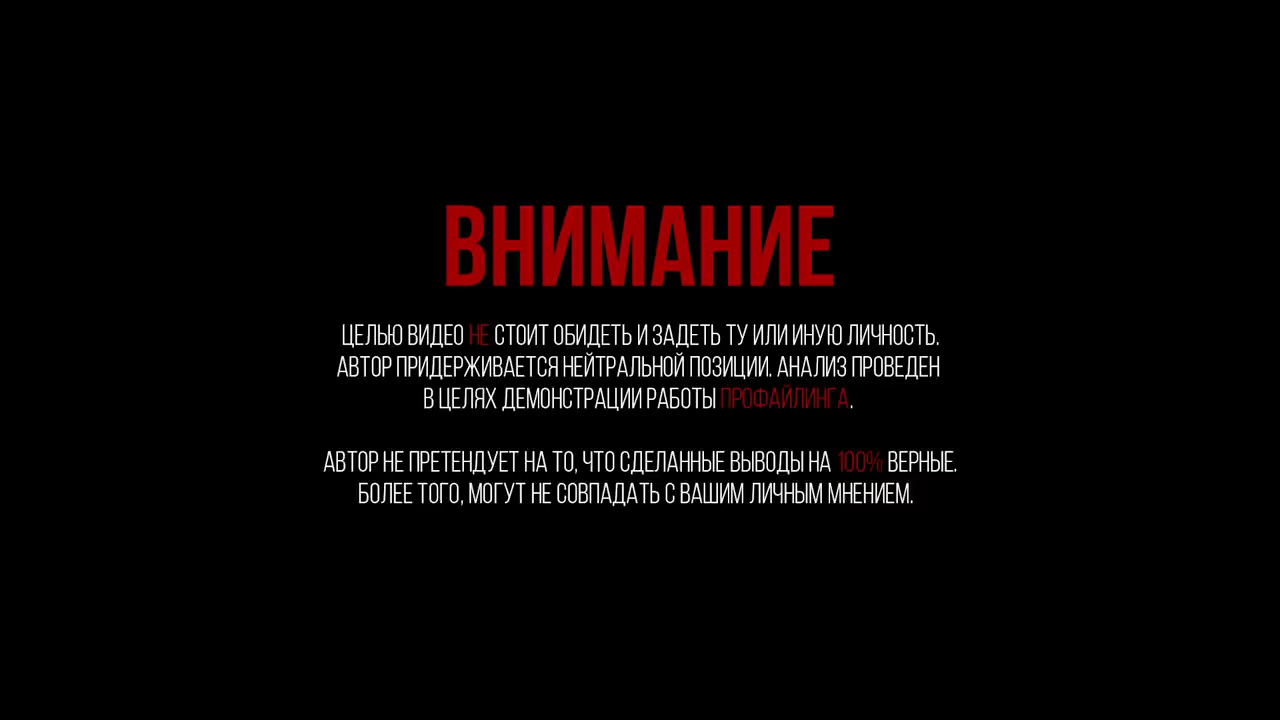 ВНИМАНИЕ
ЦЕЛЬЮ ВИДЕО НЕ СТОИТ ОБИДЕТЬ И ЗАДЕТЬ ТУ ИЛИ ИНУЮ ЛИЧНОСТЬ.
АВТОР ПРИДЕРЖИВАЕТСЯ НЕЙТРАЛЬНОЙ ПОЗИЦИИ. АНАЛИЗ ПРОВЕДЕН
В ЦЕЛЯХ ДЕМОНСТРАЦИИ РАБОТЫ ПРОФАЙЛИНГА.
АВТОР НЕ ПРЕТЕНДУЕТ НА ТО, ЧТО СДЕЛАННЫЕ ВЫВОДЫ НА 100% ВЕРНЫЕ.
БОЛЕЕ ТОГО, МОГУТ НЕ СОВПАДАТЬ С ВАШИМ ЛИЧНЫМ МНЕНИЕМ.